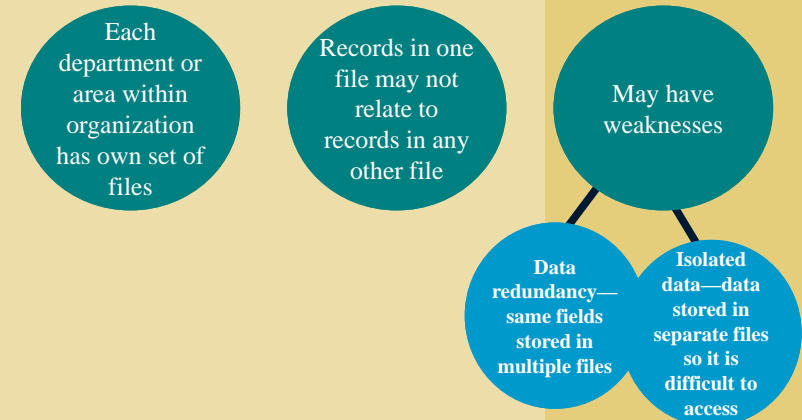 Each
department or
area within
organization
has own set of
files
Records in one
file may not
relate to
records in any
other file
May have
weaknesses
Data
redundancy—
same fields
stored in
multiple files
Isolated
data—data
stored in
separate files
so it is
difficult to
access